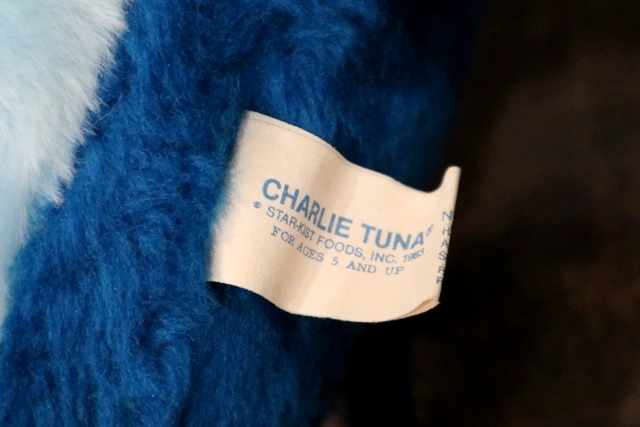 CHARLIE TUNA®
© STAR-KIST FOODS, INC. 1983
FOR AGES 5 AND UP